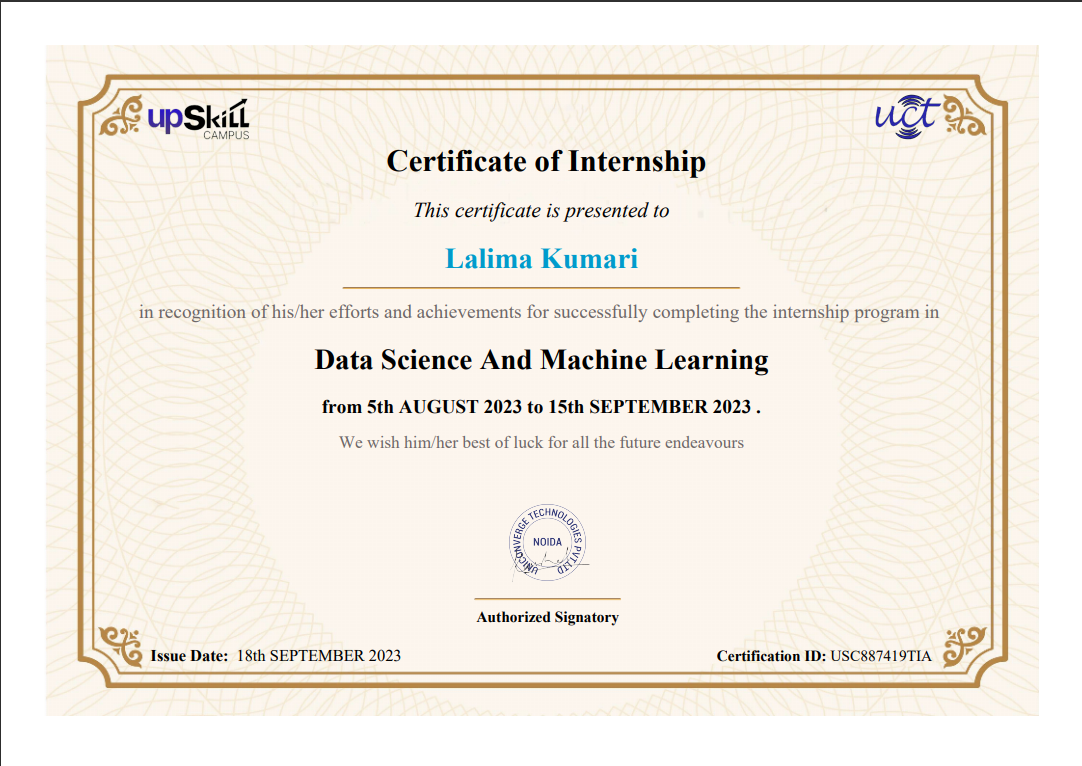 upSkill
CAMPUS
uct
Certificate of Internship
This certificate is presented to
Lalima Kumari
in recognition of his/her efforts and achievements for successfully completing the internship program in
Data Science And Machine Learning
from 5th AUGUST 2023 to 15th SEPTEMBER 2023 .
We wish him/her best of luck for all the future endeavours
UNICONVERGE TECHNOLOGIES PVT.LTD
NOIDA
Authorized Signatory
Issue Date: 18th SEPTEMBER 2023
Certification ID: USC887419TIA